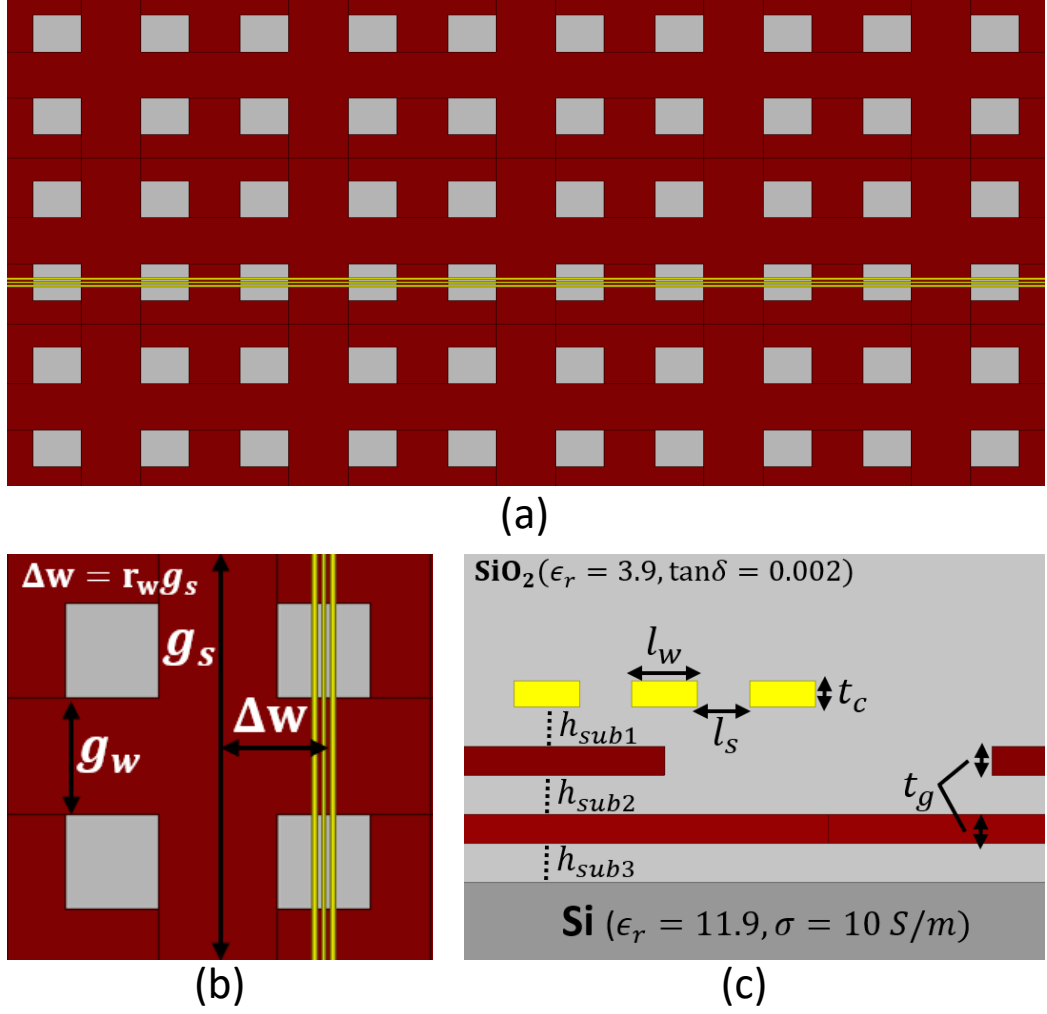 (a)
Δw = r_w g_s
g_s
Δw
g_w
(b)
SiO₂(ϵ_r = 3.9, tanδ = 0.002)
l_w
t_c
h_sub1
l_s
h_sub2
t_g
h_sub3
Si (ϵ_r = 11.9, σ = 10 S/m)
(c)